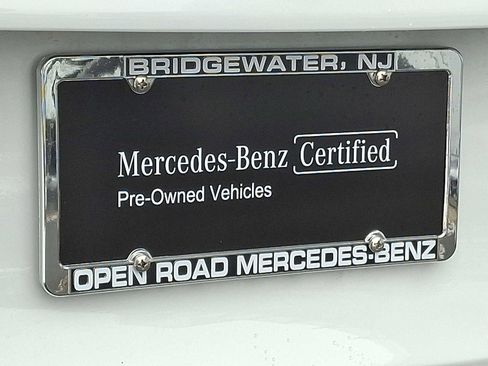 BRIDGEWATER, NJ
Mercedes-Benz Certified
Pre-Owned Vehicles
OPEN ROAD MERCEDES-BENZ